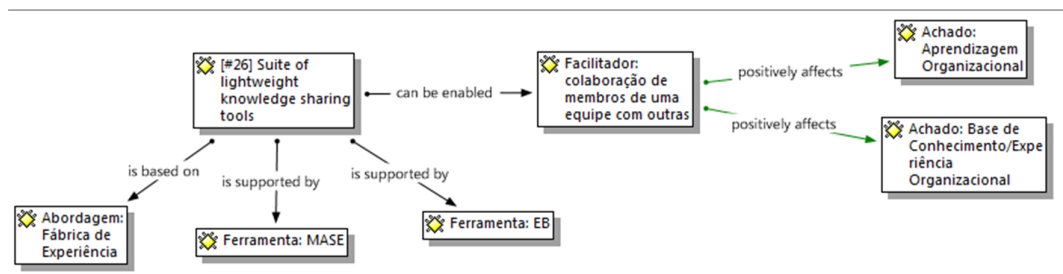 [#26] Suite of
lightweight
knowledge sharing
tools
can be enabled
Facilitador:
colaboração de
membros de uma
equipe com outras
positively affects
Achado:
Aprendizagem
Organizacional
positively affects
Achado: Base de
Conhecimento/Expe
riência
Organizacional
is based on
is supported by
is supported by
Abordagem:
Fábrica de
Experiência
Ferramenta: MASE
Ferramenta: EB